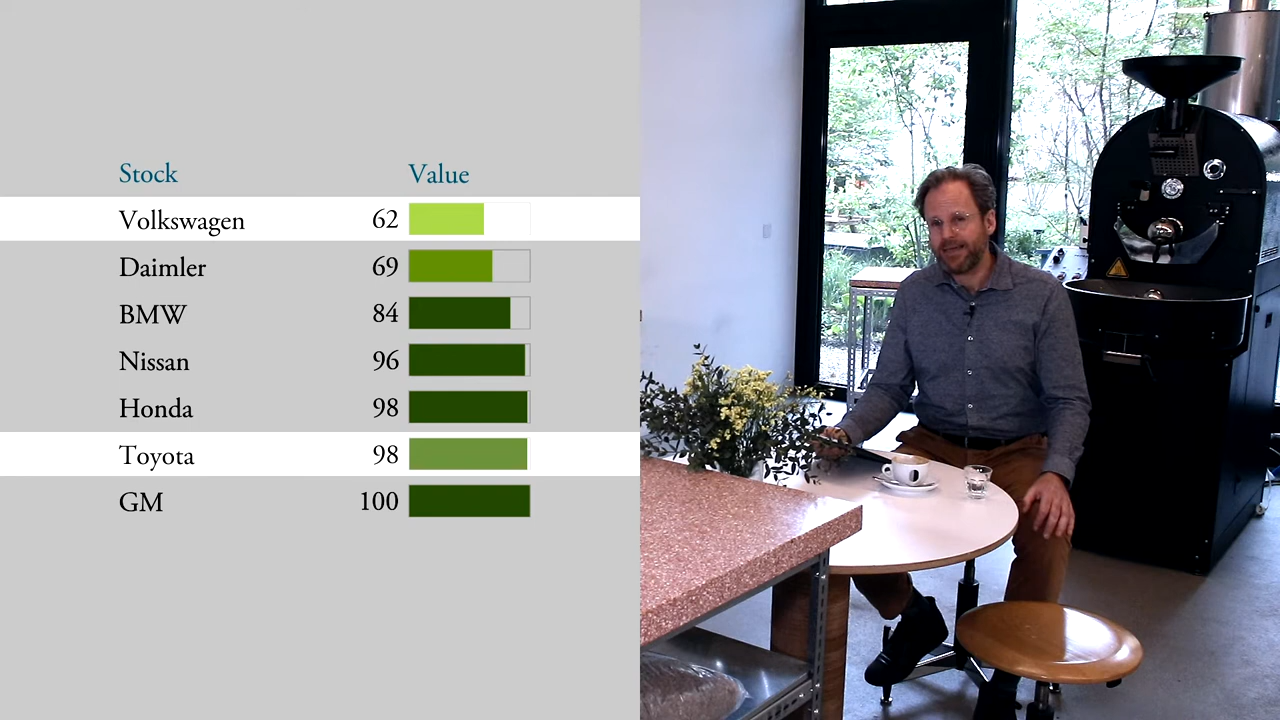 Stock Value
Volkswagen 62
Daimler 69
BMW 84
Nissan 96
Honda 98
Toyota 98
GM 100